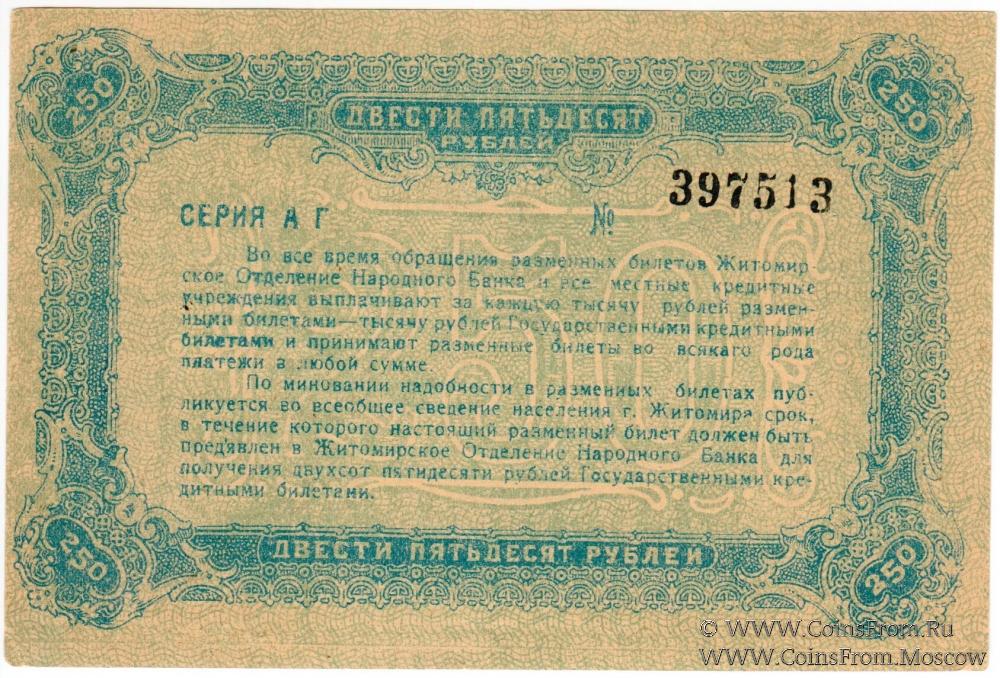 250
250
ДВЕСТИ ПЯТЬДЕСЯТ
РУБЛЕЙ
397513
СЕРИЯ А Г №
Во все время обращения разменных билетов Житомир-
ское Отделение Народного Банка и все местные кредитные
учреждения выплачивают за каждую тысячу рублей размен-
ными билетами—тысячу рублей Государственными кредитными
билетами и принимают разменные билеты во всякаго рода
платежи в любой сумме.
По миновании надобности в разменных билетах пуб-
ликуется во всеобщее сведение населения г. Житомира срок,
в течение которого настоящий разменный билет должен быть
предявлен в Житомирское Отделение Народного Банка для
получения двухсот пятидесяти рублей Государственными кре-
дитными билетами.
250
ДВЕСТИ ПЯТЬДЕСЯТ РУБЛЕЙ
250
© WWW.CoinsFrom.Ru
WWW.CoinsFrom.Moscow